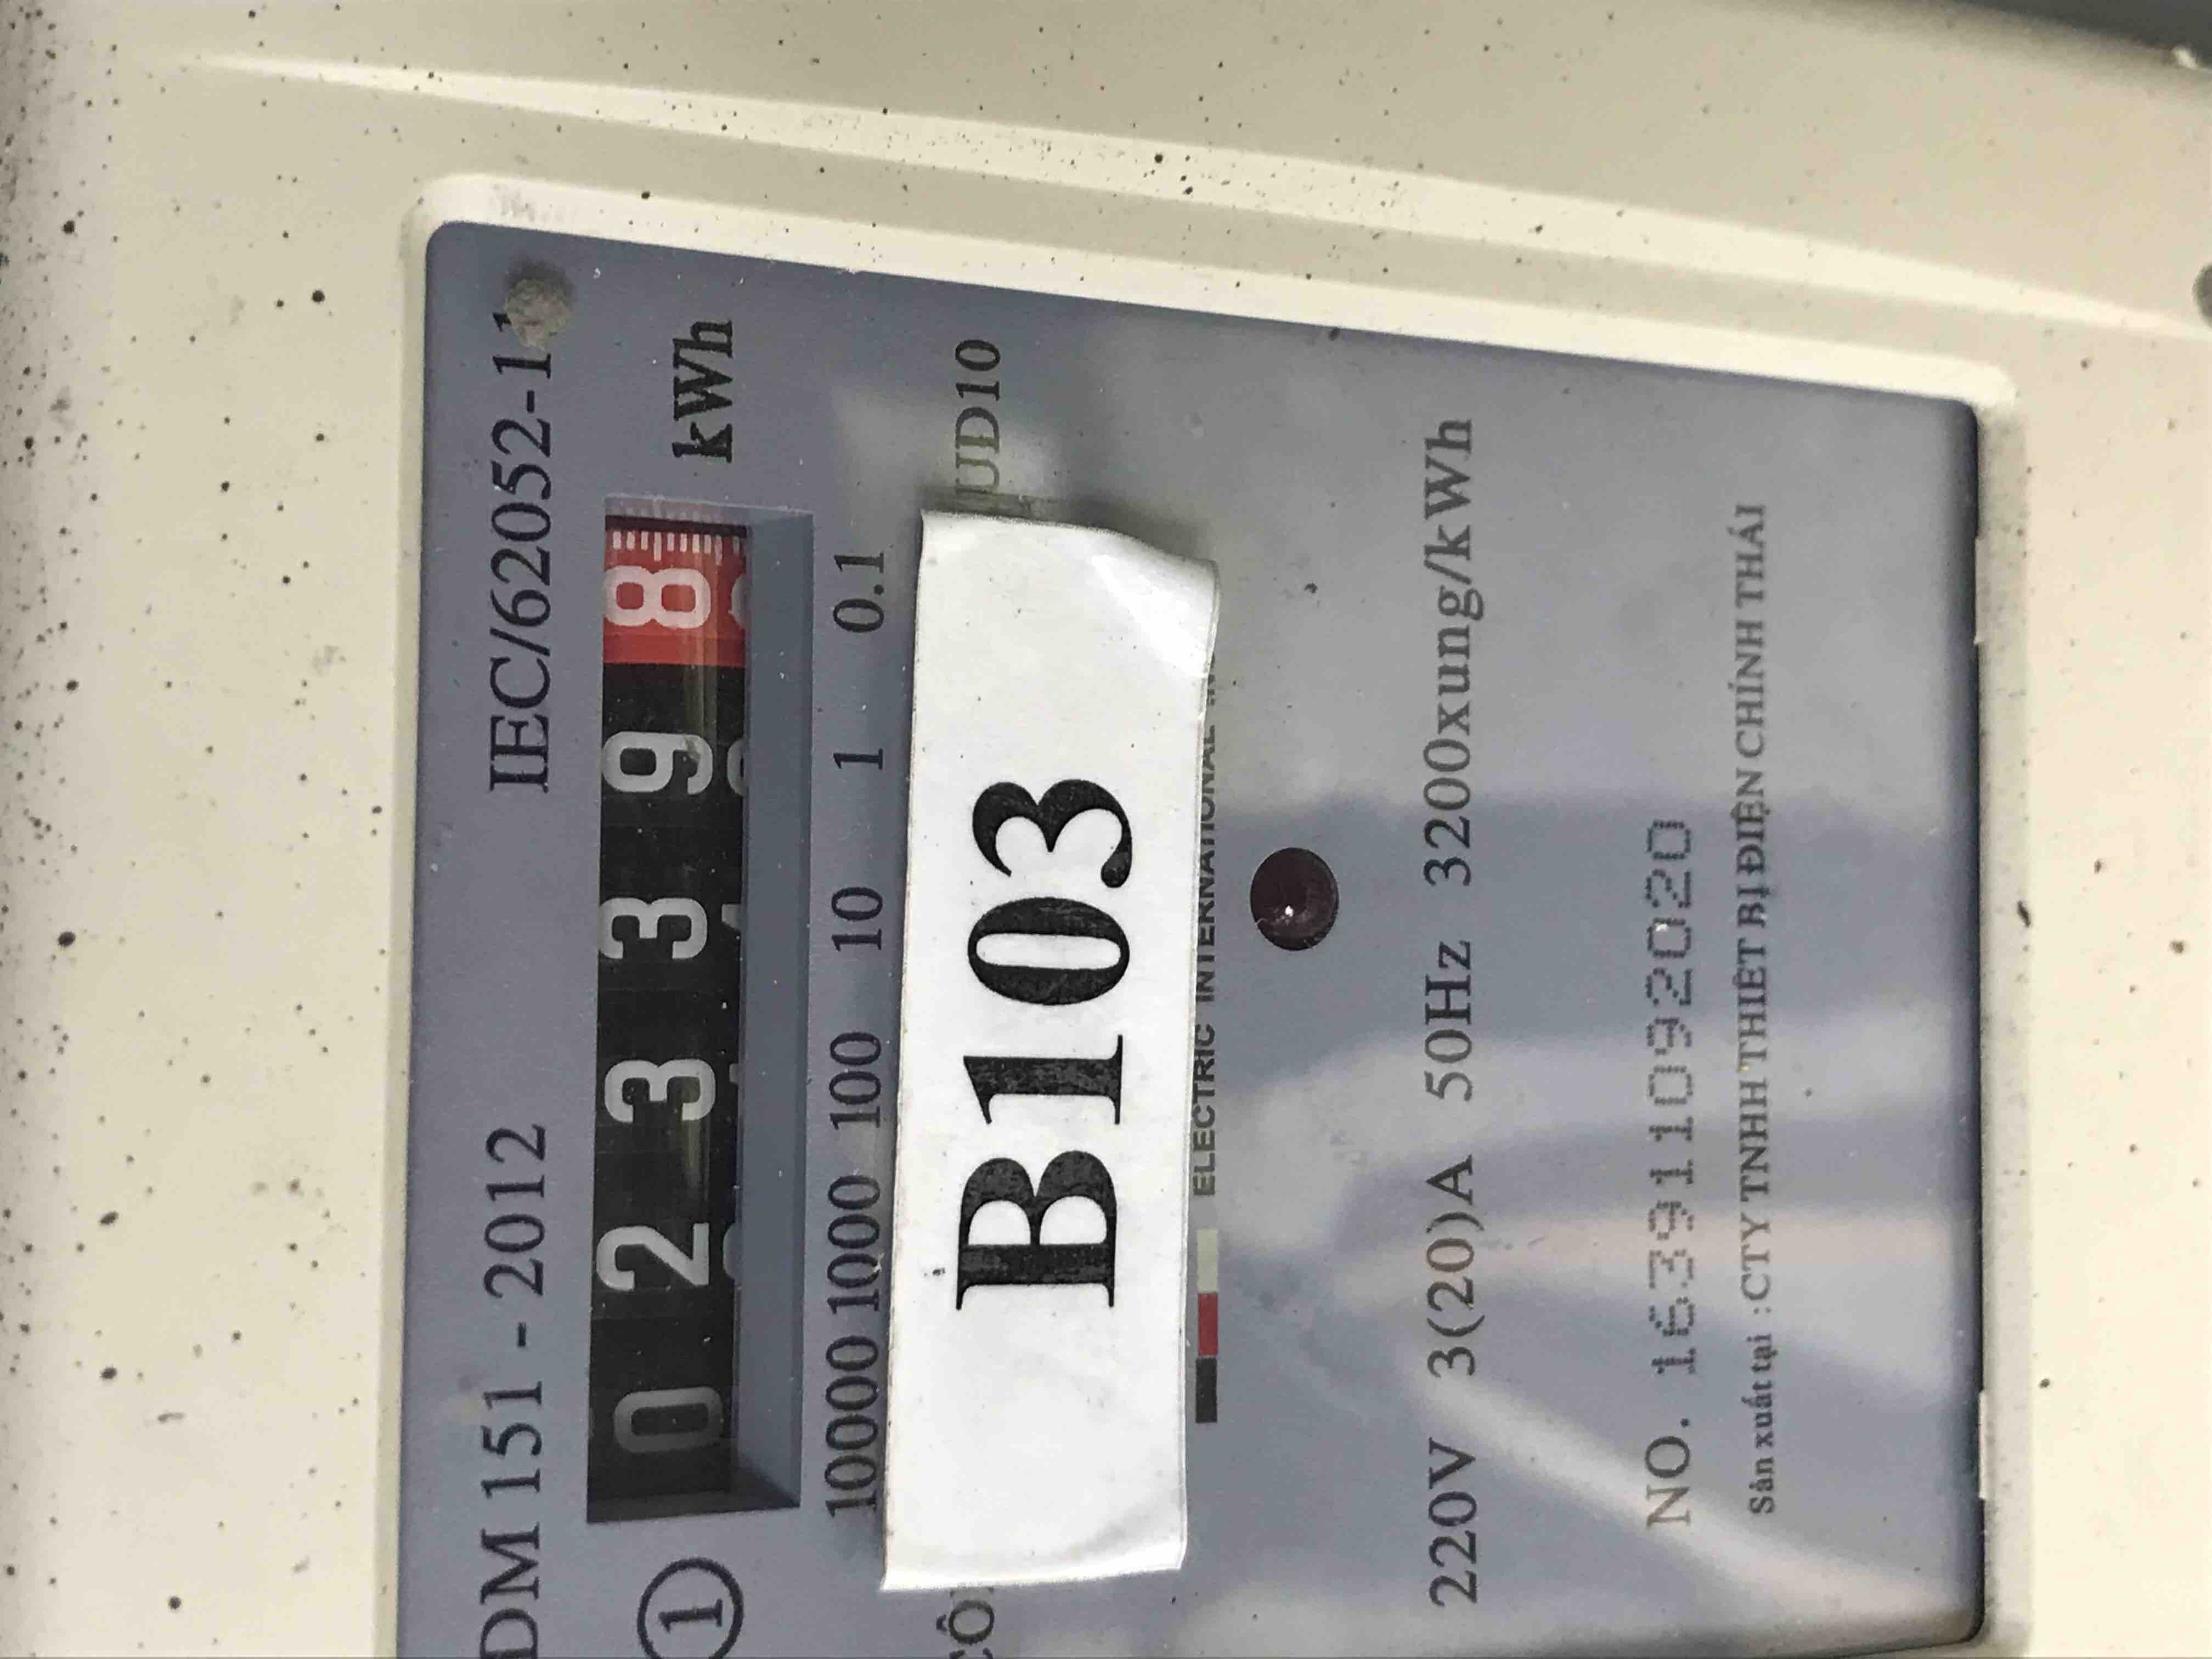 DM 151 - 2012 IEC/62052-11
1 0 2 3 3 9 8 kWh
10000 1000 100 10 1 0.1
UD10
B103
ELECTRIC INTERNATIONAL
220V 3(20)A 50Hz 3200xung/kWh
NO. 163911092020
Sản xuất tại : CTY TNHH THIẾT BỊ ĐIỆN CHÍNH THÁI